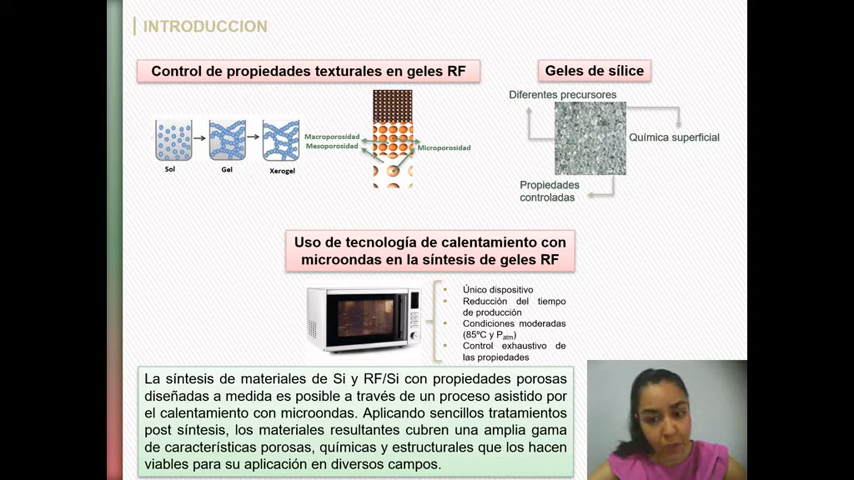 INTRODUCCION
Control de propiedades texturales en geles RF
Geles de sílice
Diferentes precursores
Química superficial
Propiedades
controladas
Macroporosidad
Mesoporosidad
Microporosidad
Sol
Gel
Xerogel
Uso de tecnología de calentamiento con
microondas en la síntesis de geles RF
• Único dispositivo
• Reducción del tiempo
de producción
• Condiciones moderadas
(85ºC y Patm)
• Control exhaustivo de
las propiedades
La síntesis de materiales de Si y RF/Si con propiedades porosas
diseñadas a medida es posible a través de un proceso asistido por
el calentamiento con microondas. Aplicando sencillos tratamientos
post síntesis, los materiales resultantes cubren una amplia gama
de características porosas, químicas y estructurales que los hacen
viables para su aplicación en diversos campos.